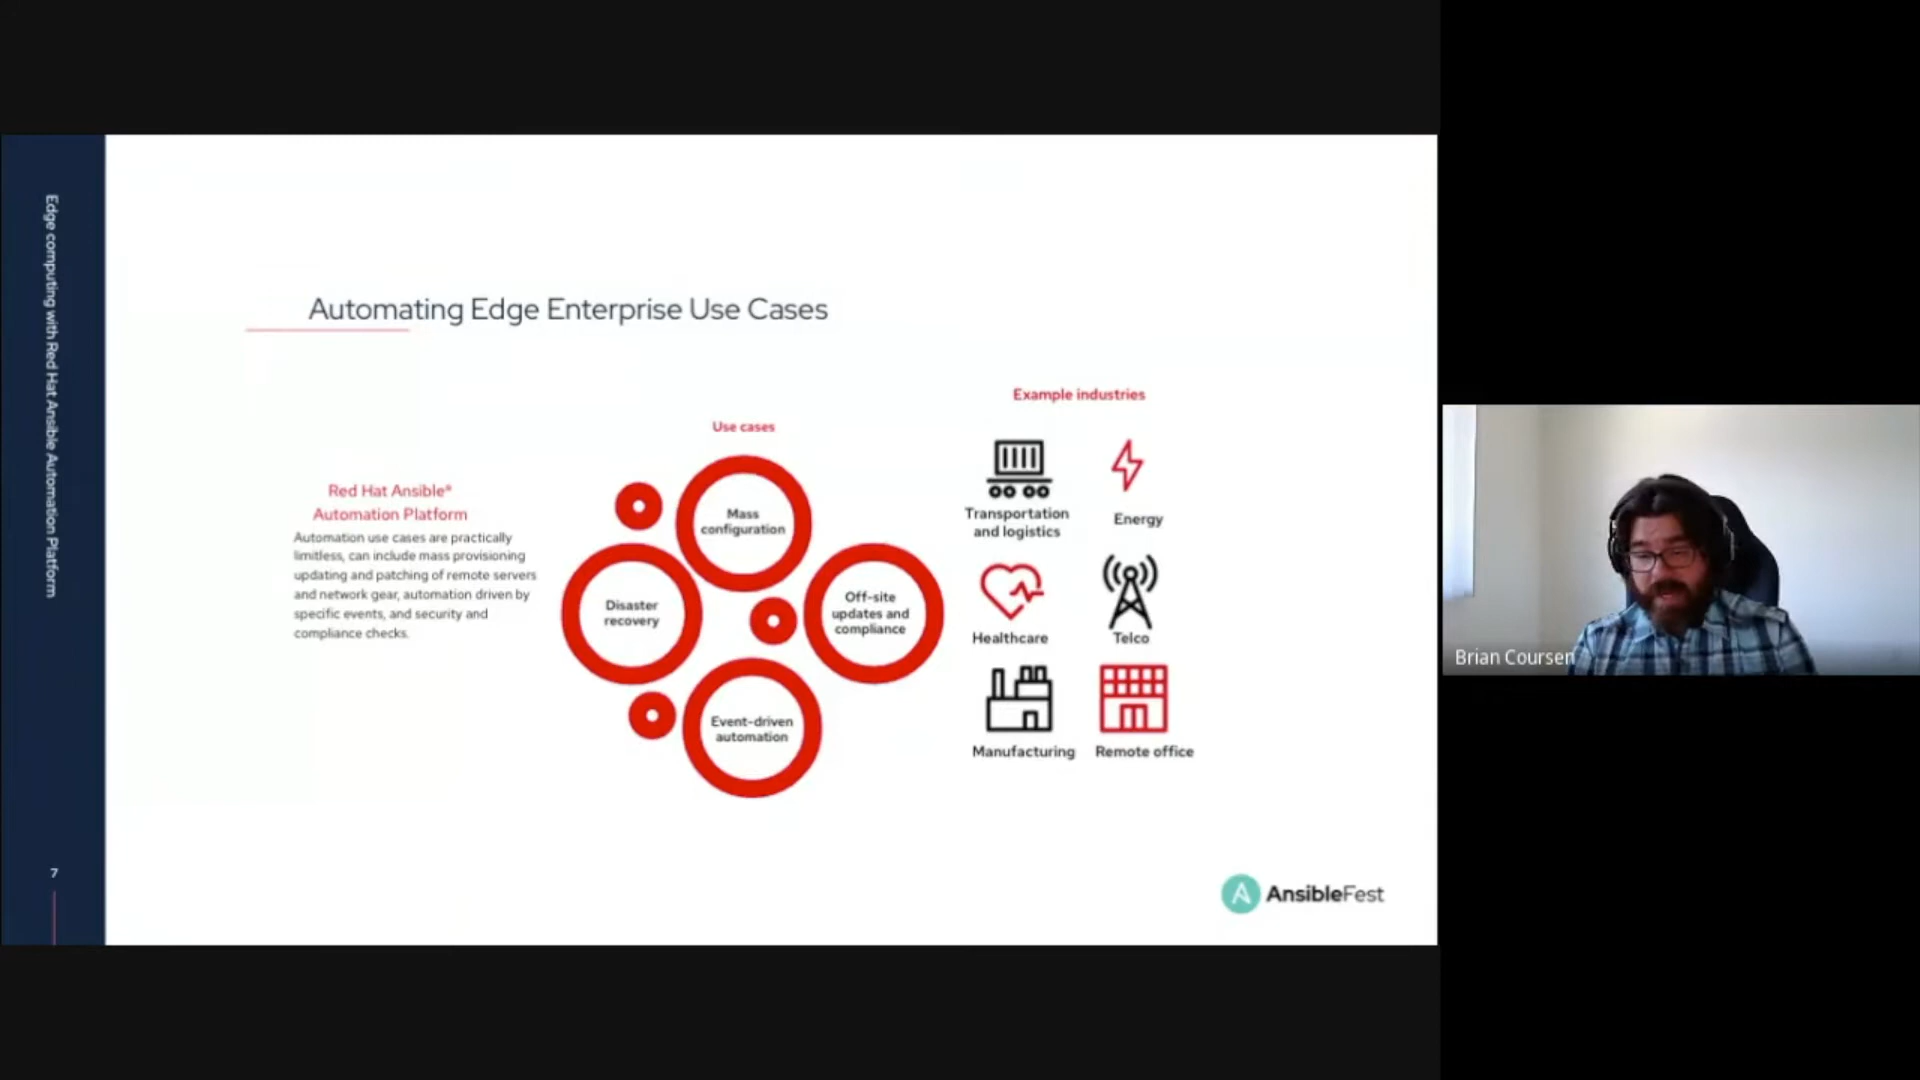 Edge computing with Red Hat Ansible Automation Platform
7
Automating Edge Enterprise Use Cases
Red Hat Ansible®
Automation Platform
Automation use cases are practically
limitless, can include mass provisioning
updating and patching of remote servers
and network gear, automation driven by
specific events, and security and
compliance checks.
Use cases
Mass
configuration
Disaster
recovery
Off-site
updates and
compliance
Event-driven
automation
Example industries
Transportation
and logistics
Energy
Healthcare
Telco
Manufacturing
Remote office
AnsibleFest
Brian Coursen